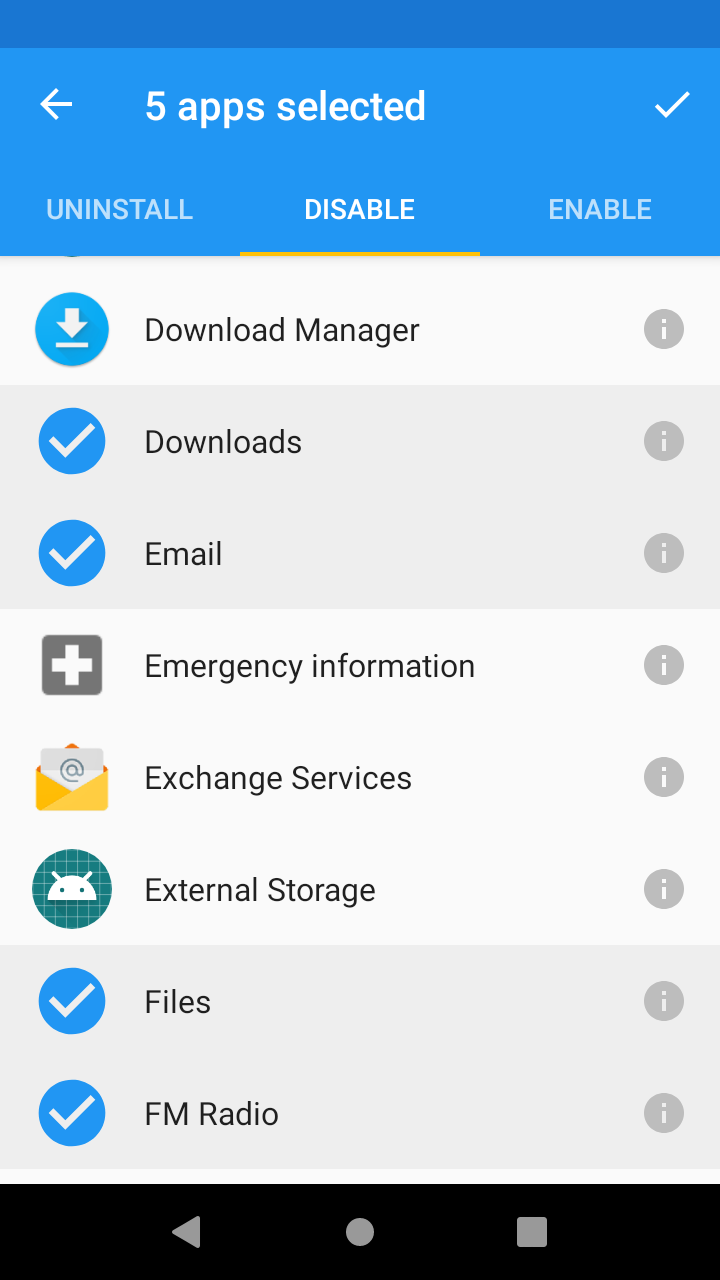 5 apps selected
UNINSTALL DISABLE ENABLE
Download Manager
Downloads
Email
Emergency information
@
Exchange Services
External Storage
Files
FM Radio